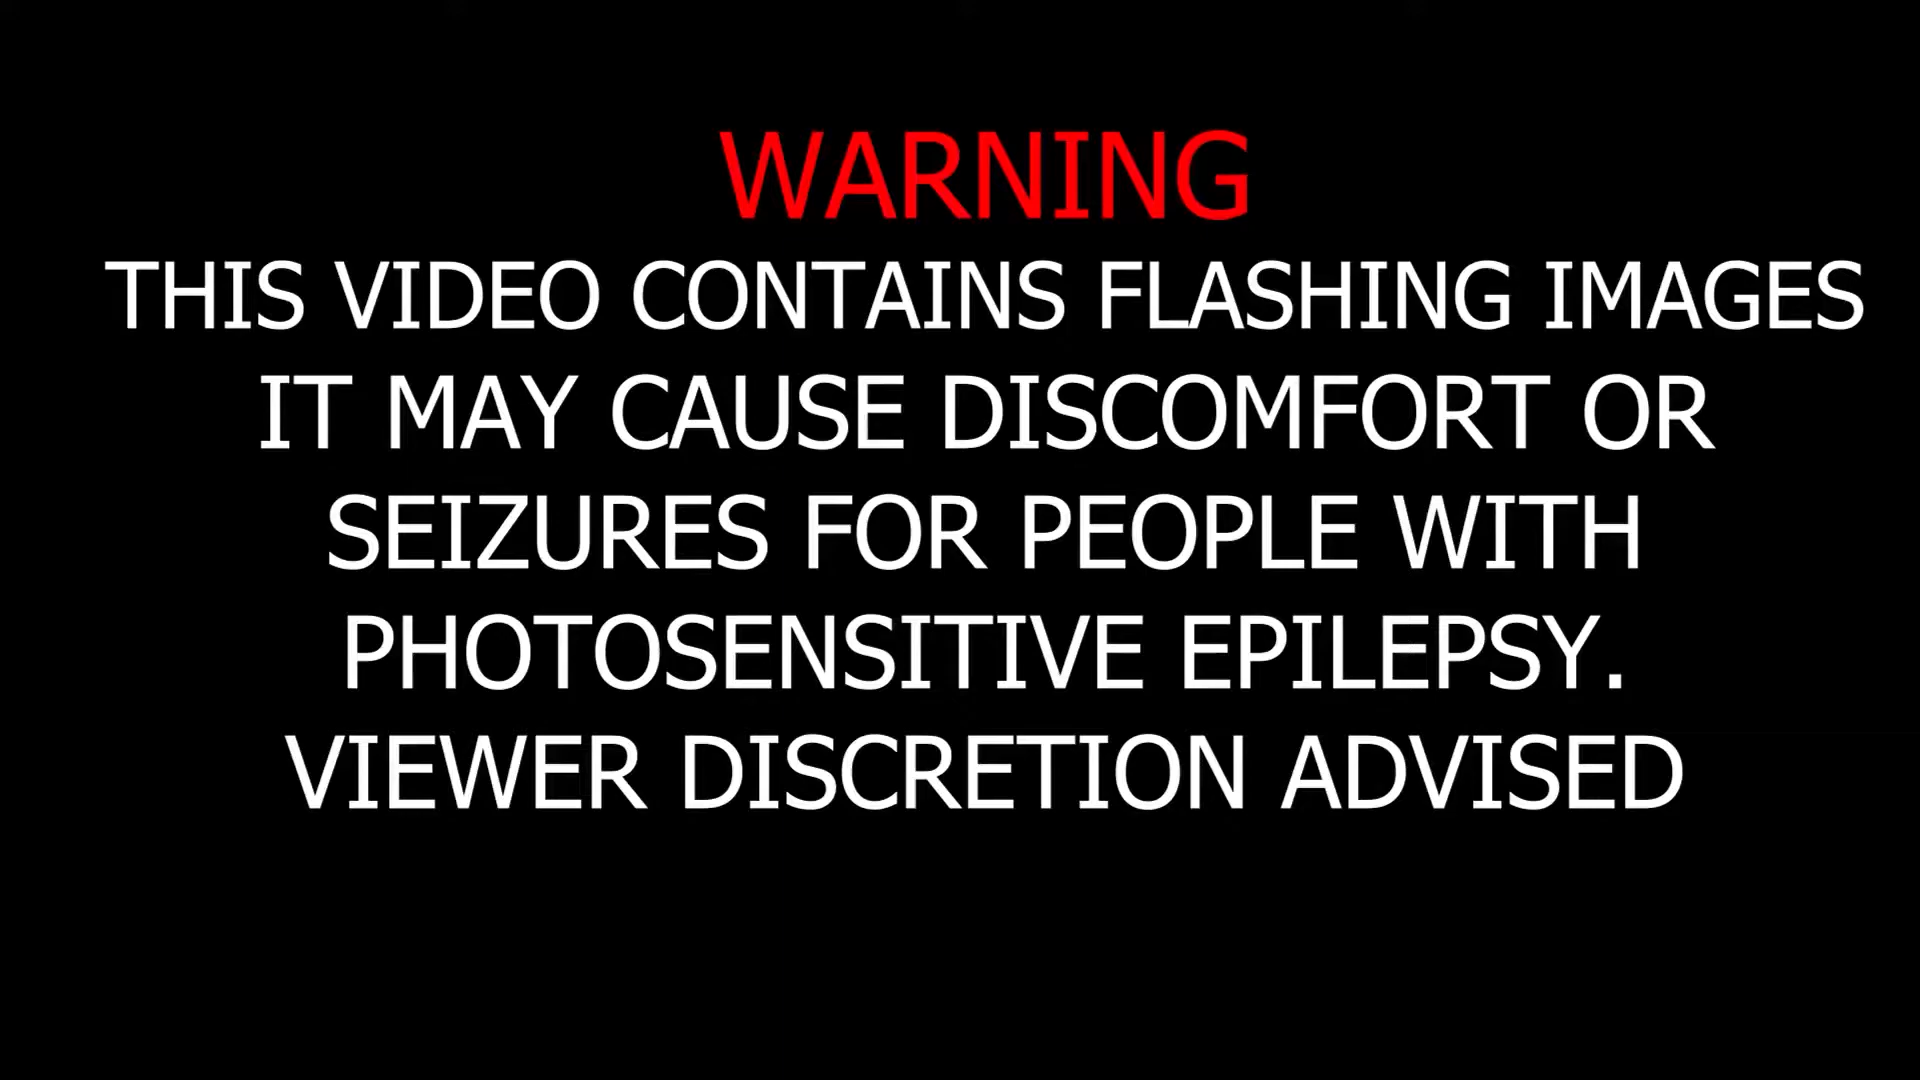 WARNING
THIS VIDEO CONTAINS FLASHING IMAGES
IT MAY CAUSE DISCOMFORT OR
SEIZURES FOR PEOPLE WITH
PHOTOSENSITIVE EPILEPSY.
VIEWER DISCRETION ADVISED